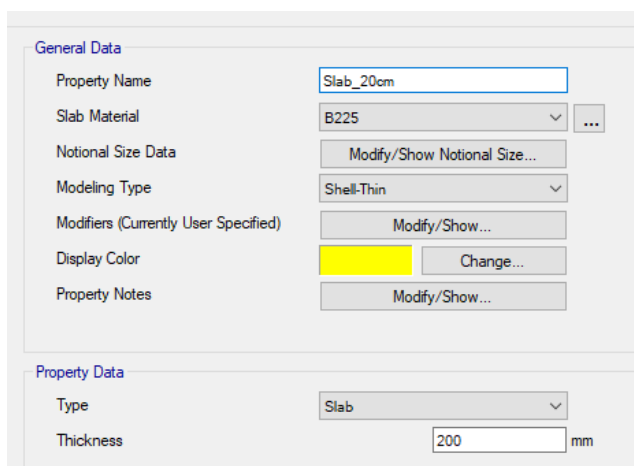 General Data
Property Name Slab_20cm
Slab Material B225 ...
Notional Size Data Modify/Show Notional Size...
Modeling Type Shell-Thin
Modifiers (Currently User Specified) Modify/Show...
Display Color Change...
Property Notes Modify/Show...
Property Data
Type Slab
Thickness 200 mm